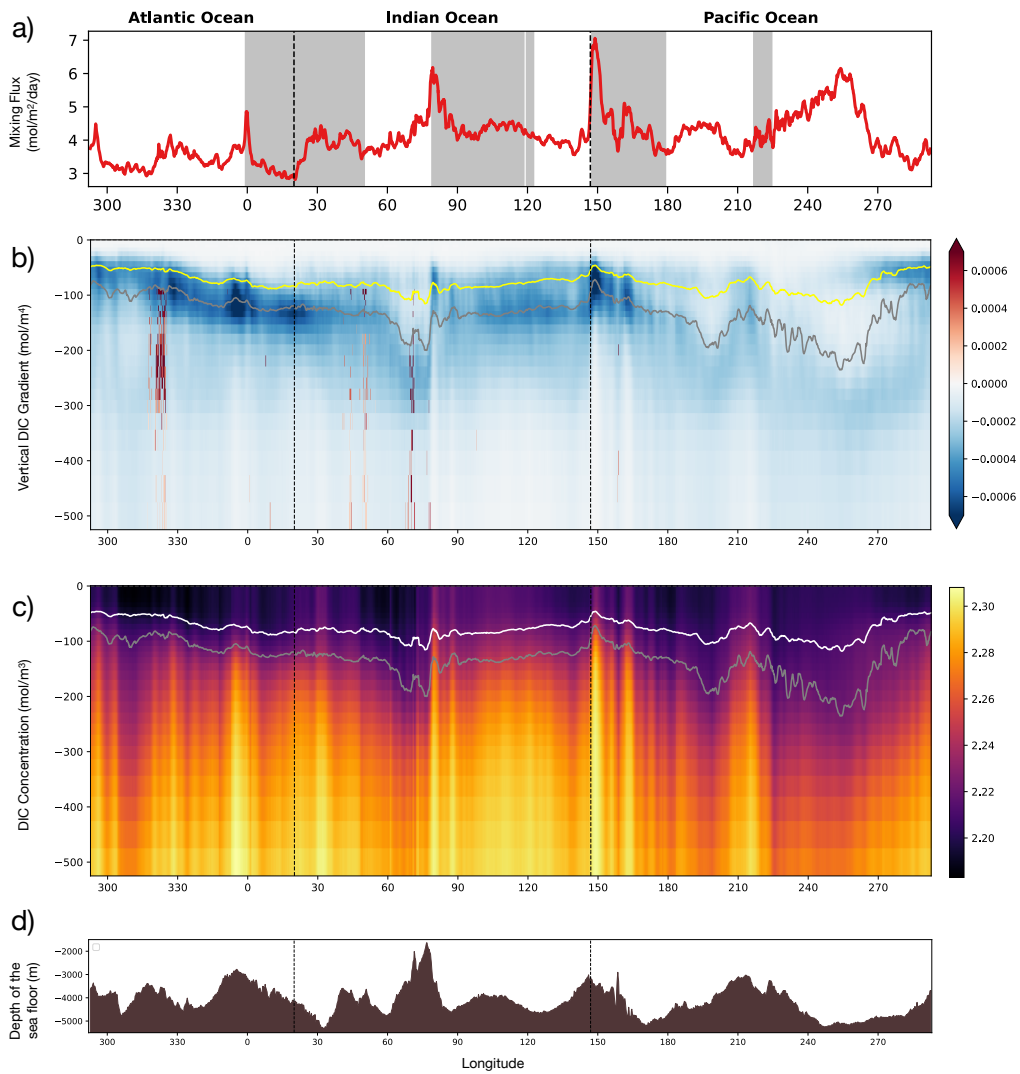 Atlantic Ocean Indian Ocean Pacific Ocean
a)
Mixing Flux
(mol/m²/day)
7
6
5
4
3
300 330 0 30 60 90 120 150 180 210 240 270
b)
Vertical DIC Gradient (mol/m⁴)
0
−100
−200
−300
−400
−500
300 330 0 30 60 90 120 150 180 210 240 270
0.0006
0.0004
0.0002
0.0000
−0.0002
−0.0004
−0.0006
c)
DIC Concentration (mol/m³)
0
−100
−200
−300
−400
−500
300 330 0 30 60 90 120 150 180 210 240 270
2.30
2.28
2.26
2.24
2.22
2.20
d)
Depth of the
sea floor (m)
−2000
−3000
−4000
−5000
300 330 0 30 60 90 120 150 180 210 240 270
Longitude